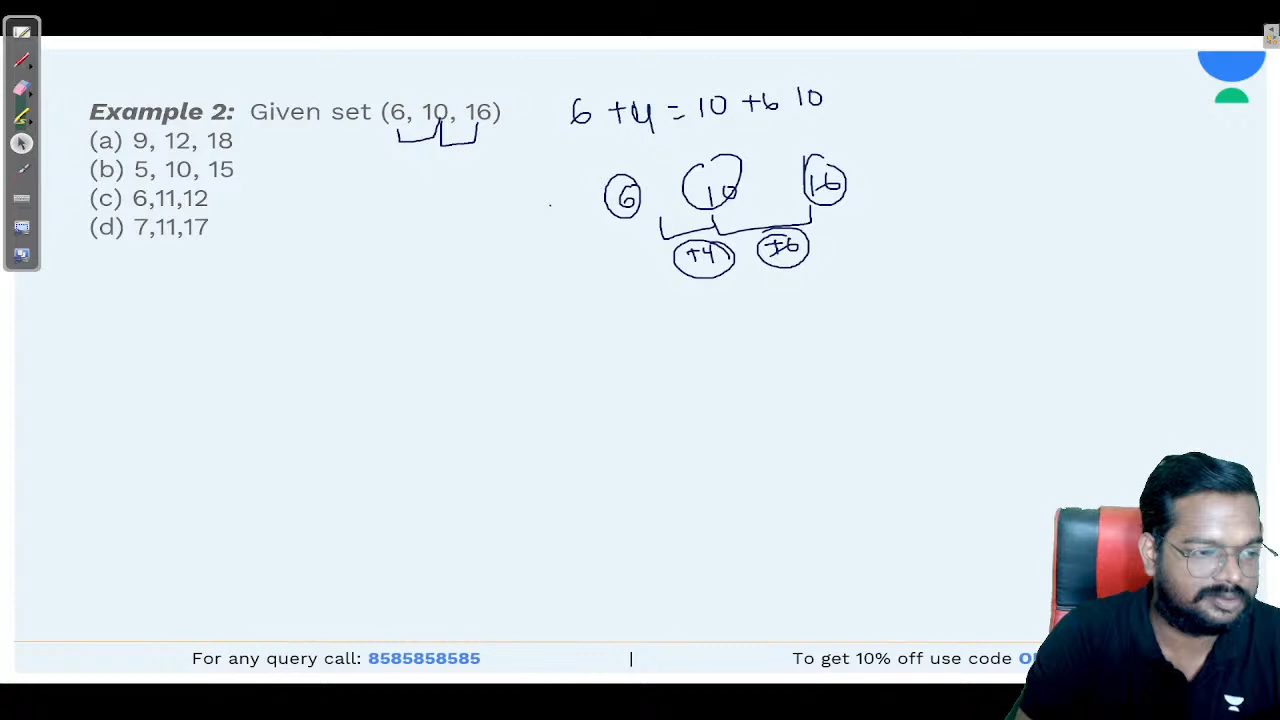 Example 2: Given set (6, 10, 16)
(a) 9, 12, 18
(b) 5, 10, 15
(c) 6,11,12
(d) 7,11,17
6 +4 = 10 +6 10
6 10 16
+4 +6
For any query call: 8585858585 | To get 10% off use code